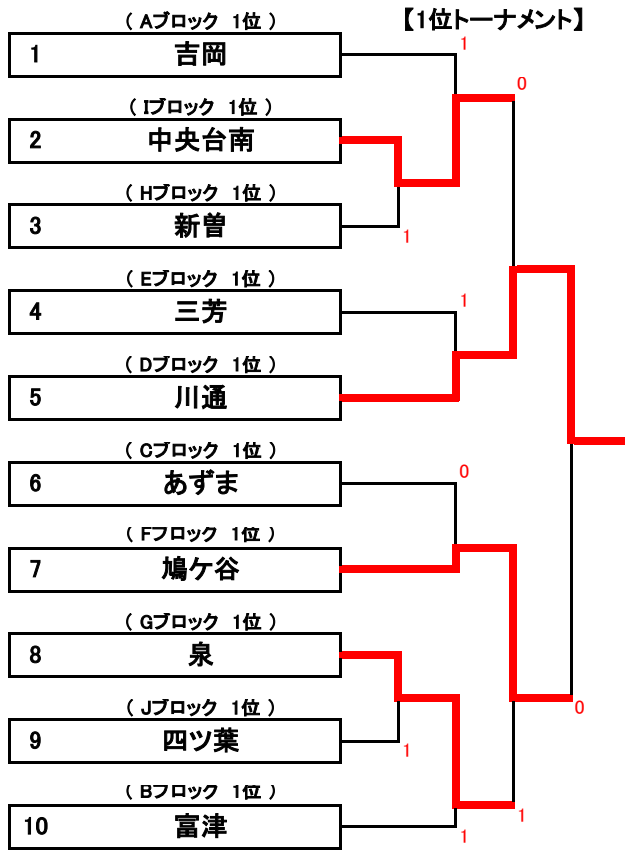 ( Aブロック 1位 )
【1位トーナメント】
1 吉岡
1
0
( Iブロック 1位 )
2 中央台南
( Hブロック 1位 )
3 新曽
1
( Eブロック 1位 )
4 三芳
1
( Dブロック 1位 )
5 川通
( Cブロック 1位 )
6 あずま
0
( Fフロック 1位 )
7 鳩ケ谷
( Gブロック 1位 )
8 泉
( Jブロック 1位 )
0
9 四ツ葉
1
( Bフロック 1位 )
1
10 富津
1